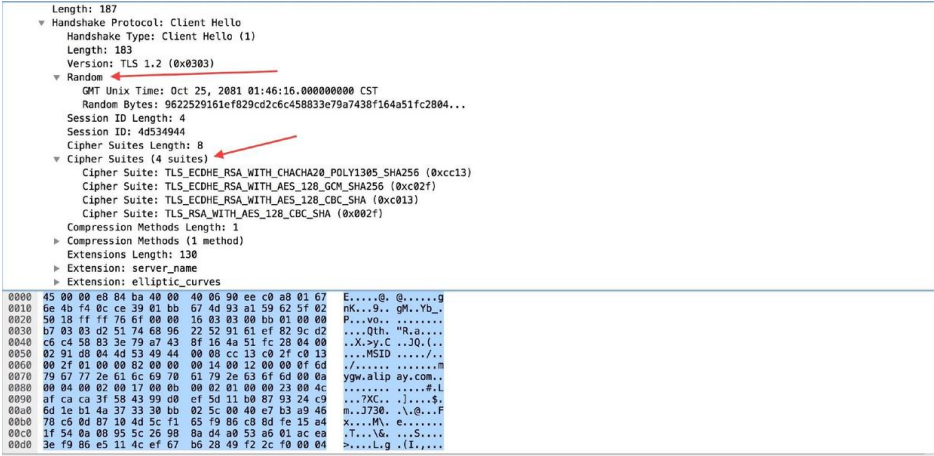 Length: 187
Handshake Protocol: Client Hello
Handshake Type: Client Hello (1)
Length: 183
Version: TLS 1.2 (0x0303)
Random
GMT Unix Time: Oct 25, 2081 01:46:16.000000000 CST
Random Bytes: 9622529161ef829cd2c6c458833e79a7438f164a51fc2804...
Session ID Length: 4
Session ID: 4d534944
Cipher Suites Length: 8
Cipher Suites (4 suites)
Cipher Suite: TLS_ECDHE_RSA_WITH_CHACHA20_POLY1305_SHA256 (0xcc13)
Cipher Suite: TLS_ECDHE_RSA_WITH_AES_128_GCM_SHA256 (0xc02f)
Cipher Suite: TLS_ECDHE_RSA_WITH_AES_128_CBC_SHA (0xc013)
Cipher Suite: TLS_RSA_WITH_AES_128_CBC_SHA (0x002f)
Compression Methods Length: 1
Compression Methods (1 method)
Extensions Length: 130
Extension: server_name
Extension: elliptic_curves
0000 45 00 00 e8 84 ba 40 00 40 06 90 ee c0 a8 01 67 E.....@. @......g
0010 6e 4b f4 0c ce 39 01 bb 67 4d 93 a1 59 62 5f 02 nK...9.. gM..Yb_.
0020 50 18 ff ff 76 6f 00 00 16 03 03 00 bb 01 00 00 P...vo.. ........
0030 b7 03 03 d2 51 74 68 96 22 52 91 61 ef 82 9c d2 ....Qth. "R.a....
0040 c6 c4 58 83 3e 79 a7 43 8f 16 4a 51 fc 28 04 00 ..X.>y.C ..JQ.(..
0050 02 91 d8 04 4d 53 49 44 00 08 cc 13 c0 2f c0 13 ....MSID ...../..
0060 00 2f 01 00 00 82 00 00 00 14 00 12 00 00 0f 6d ./...... .......m
0070 79 67 77 2e 61 6c 69 70 61 79 2e 63 6f 6d 00 0a ygw.alip ay.com..
0080 00 04 00 02 00 17 00 0b 00 02 01 00 00 23 00 4c ........ .....#.L
0090 af ca ca 3f 58 43 99 d0 ef 5d 11 b0 87 93 24 c9 ...?XC.. .]....$.
00a0 6d 1e b1 4a 37 33 30 bb 02 5c 00 40 e7 b3 a9 46 m..J730. .\.@...F
00b0 78 c6 0d 87 10 4d 5c f1 65 f9 86 c8 8d fe 15 a4 x....M\. e.......
00c0 1f 54 0a 08 95 5c 26 98 8a d4 a0 53 a6 01 ac ea .T...\&. ...S....
00d0 3e f9 86 e5 11 4c ef 67 b6 28 49 f2 2c f0 00 04 >....L.g .(I.,...